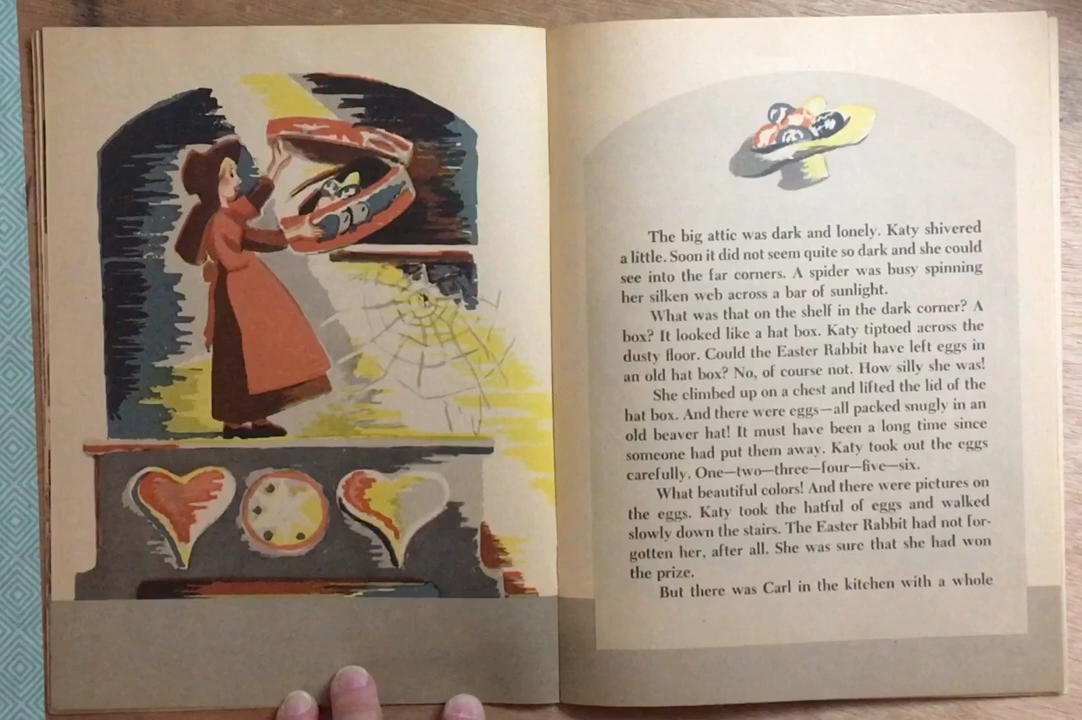 The big attic was dark and lonely. Katy shivered
a little. Soon it did not seem quite so dark and she could
see into the far corners. A spider was busy spinning
her silken web across a bar of sunlight.
What was that on the shelf in the dark corner? A
box? It looked like a hat box. Katy tiptoed across the
dusty floor. Could the Easter Rabbit have left eggs in
an old hat box? No, of course not. How silly she was!
She climbed up on a chest and lifted the lid of the
hat box. And there were eggs—all packed snugly in an
old beaver hat! It must have been a long time since
someone had put them away. Katy took out the eggs
carefully. One—two—three—four—five—six.
What beautiful colors! And there were pictures on
the eggs. Katy took the hatful of eggs and walked
slowly down the stairs. The Easter Rabbit had not for-
gotten her, after all. She was sure that she had won
the prize.
But there was Carl in the kitchen with a whole